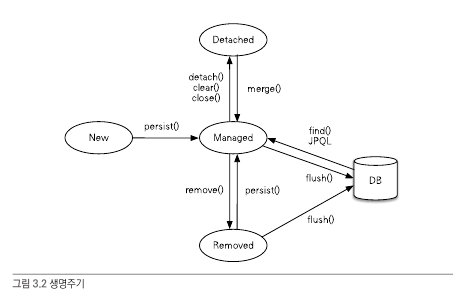 Detached
detach()
clear()
close()
merge()
New
persist()
Managed
find()
JPQL
flush()
DB
remove()
persist()
flush()
Removed
그림 3.2 생명주기